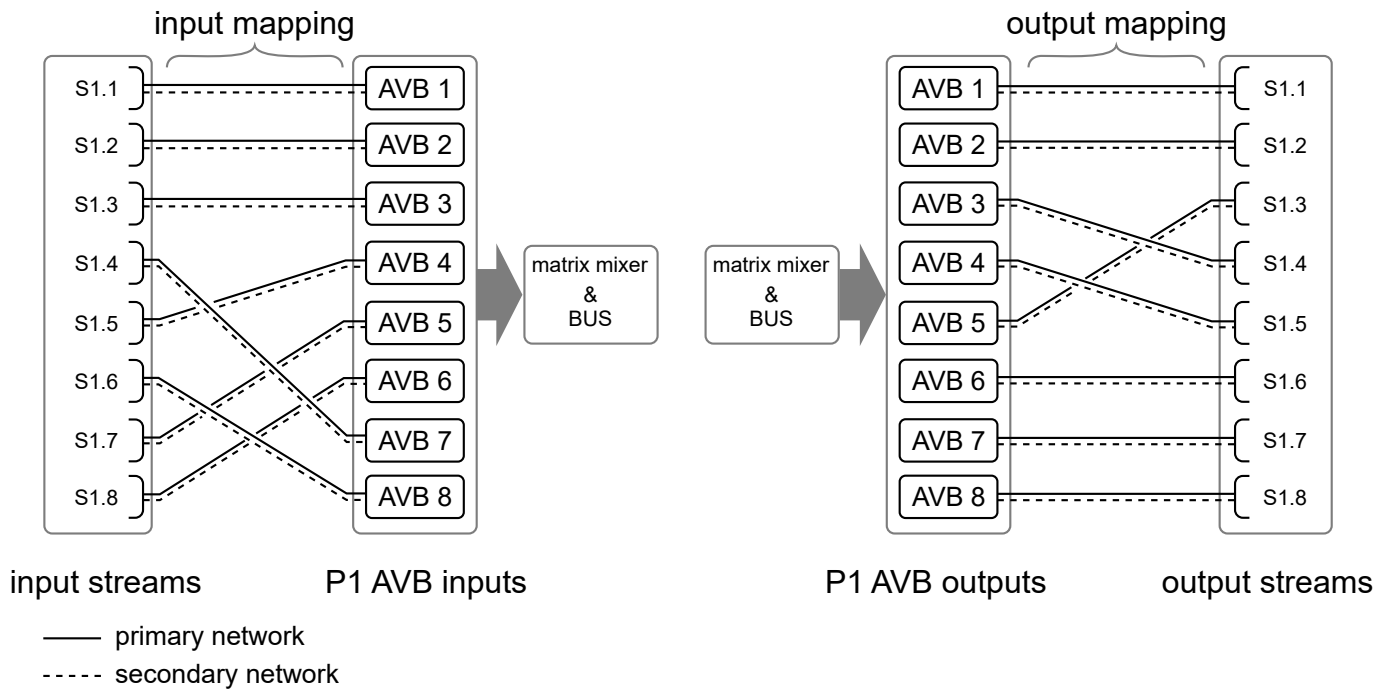 input mapping
output mapping
S1.1
S1.2
S1.3
S1.4
S1.5
S1.6
S1.7
S1.8
AVB 1
AVB 2
AVB 3
AVB 4
AVB 5
AVB 6
AVB 7
AVB 8
matrix mixer
&
BUS
matrix mixer
&
BUS
AVB 1
AVB 2
AVB 3
AVB 4
AVB 5
AVB 6
AVB 7
AVB 8
S1.1
S1.2
S1.3
S1.4
S1.5
S1.6
S1.7
S1.8
input streams
P1 AVB inputs
P1 AVB outputs
output streams
primary network
secondary network